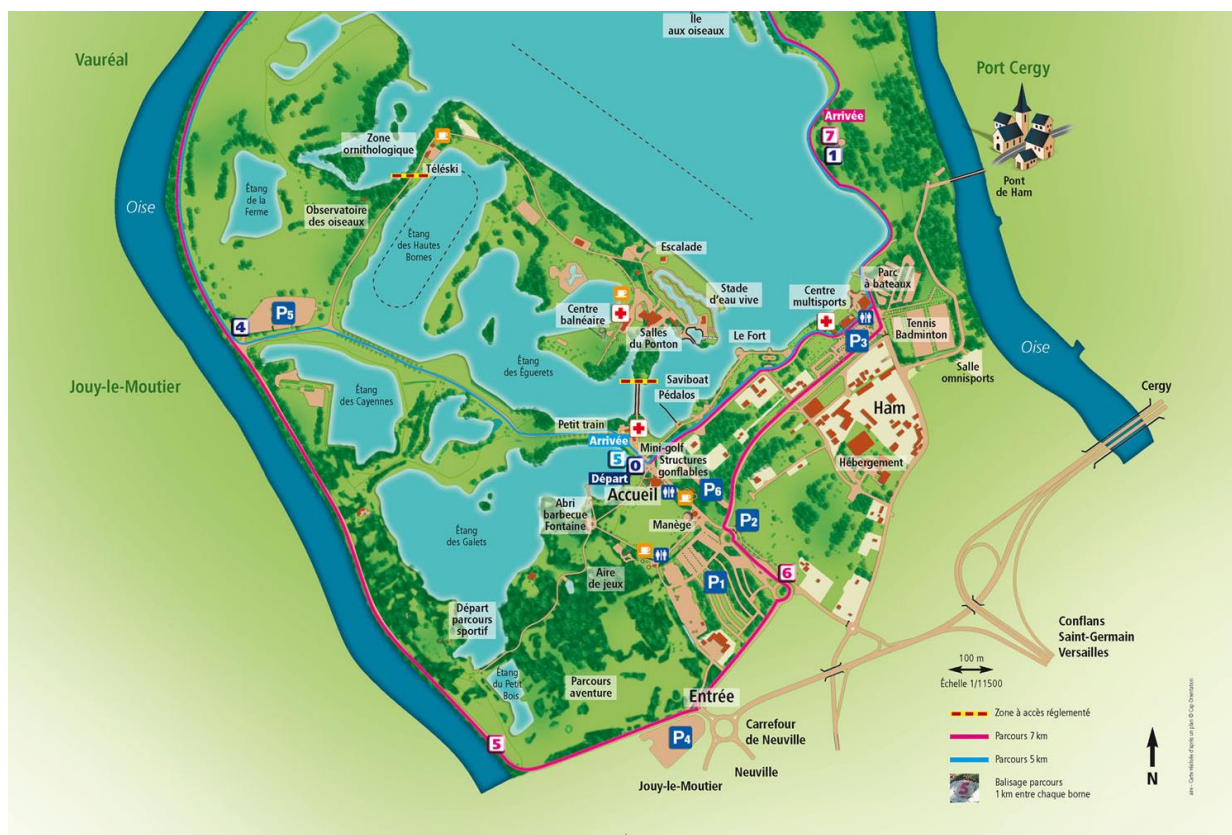 Île
aux oiseaux
Vauréal
Port Cergy
Arrivée
7
1
Zone
ornithologique
Téléski
Pont
de Ham
Étang
de la
Ferme
Oise
Observatoire
des oiseaux
Étang
des Hautes
Bornes
Escalade
Stade
d'eau vive
Parc
à bateaux
Centre
multisports
Centre
balnéaire
P5
4
Salles
du Ponton
Le Fort
P3
Tennis
Badminton
Oise
Salle
omnisports
Étang
des Éguerets
Saviboat
Pédalos
Jouy-le-Moutier
Étang
des Cayennes
Cergy
Ham
Petit train
Arrivée
5
0
Départ
Mini-golf
Structures
gonflables
Hébergement
Accueil
P6
Abri
barbecue
Fontaine
Manège
P2
Étang
des Galets
Aire
de jeux
P1
6
Départ
parcours
sportif
Conflans
Saint-Germain
Versailles
100 m
Échelle 1/11500
Étang
du Petit
Bois
Parcours
aventure
Entrée
Zone à accès réglementé
5
P4
Carrefour
de Neuville
Parcours 7 km
Parcours 5 km
Neuville
Jouy-le-Moutier
N
5
Balisage parcours
1 km entre chaque borne